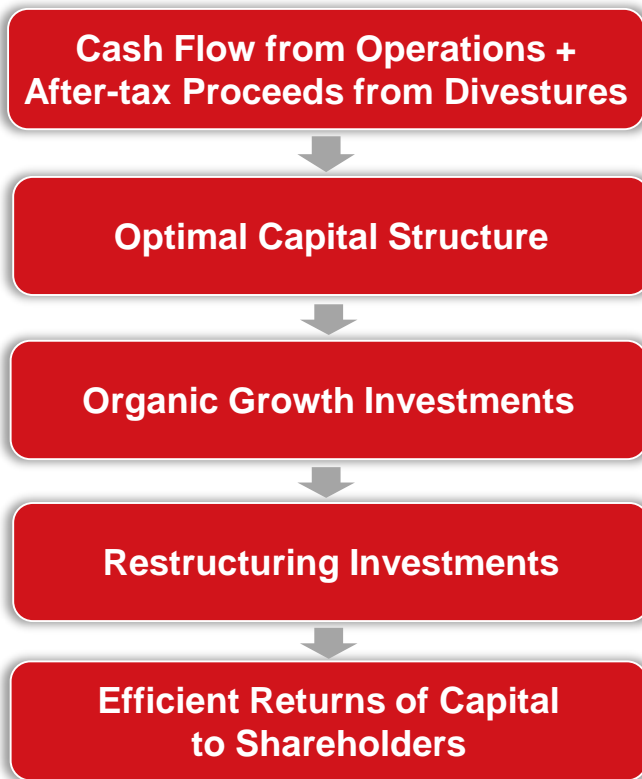 Cash Flow from Operations +
After-tax Proceeds from Divestures
Optimal Capital Structure
Organic Growth Investments
Restructuring Investments
Efficient Returns of Capital
to Shareholders